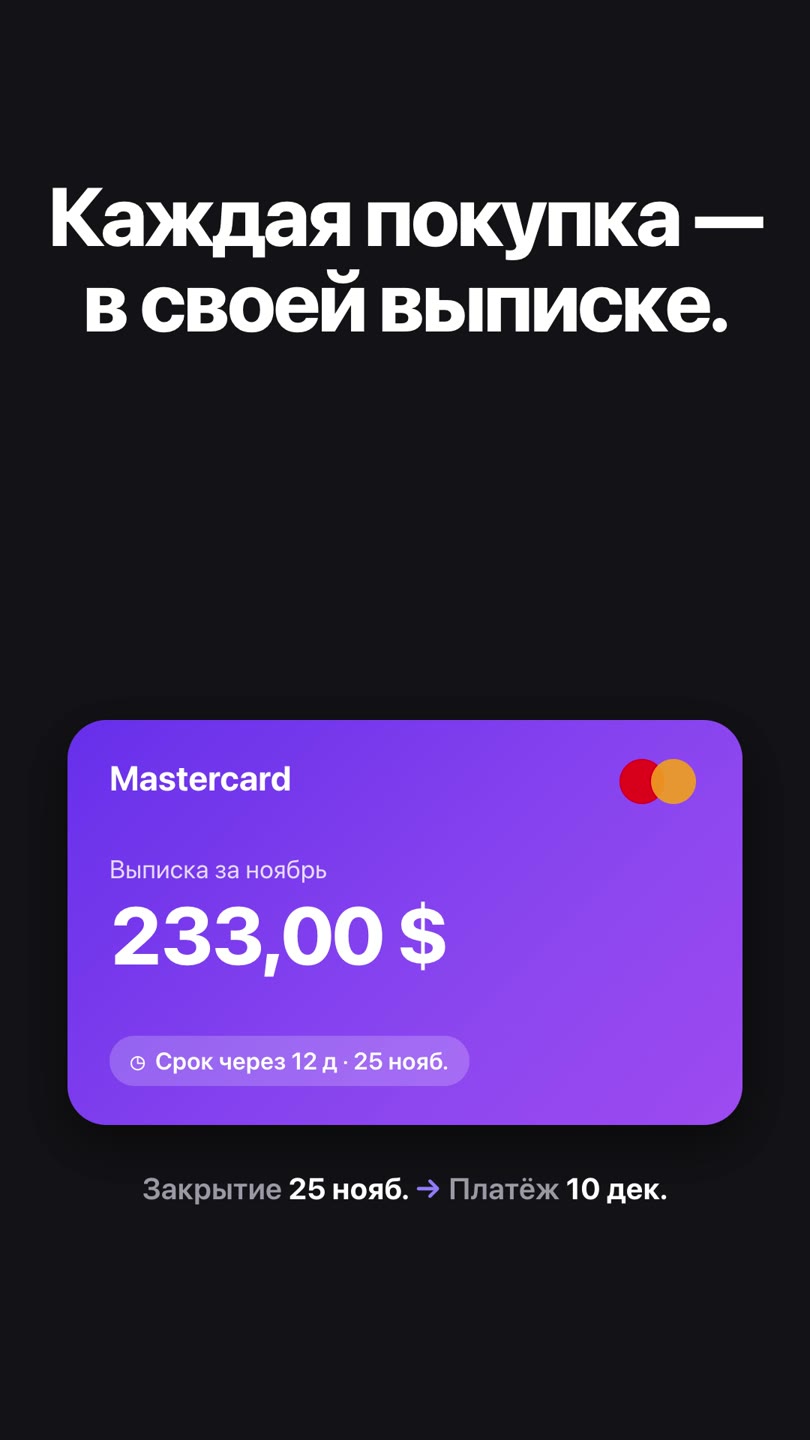 Каждая покупка —
в своей выписке.
Mastercard
Выписка за ноябрь
233,00 $
Срок через 12 д · 25 нояб.
Закрытие 25 нояб. → Платёж 10 дек.